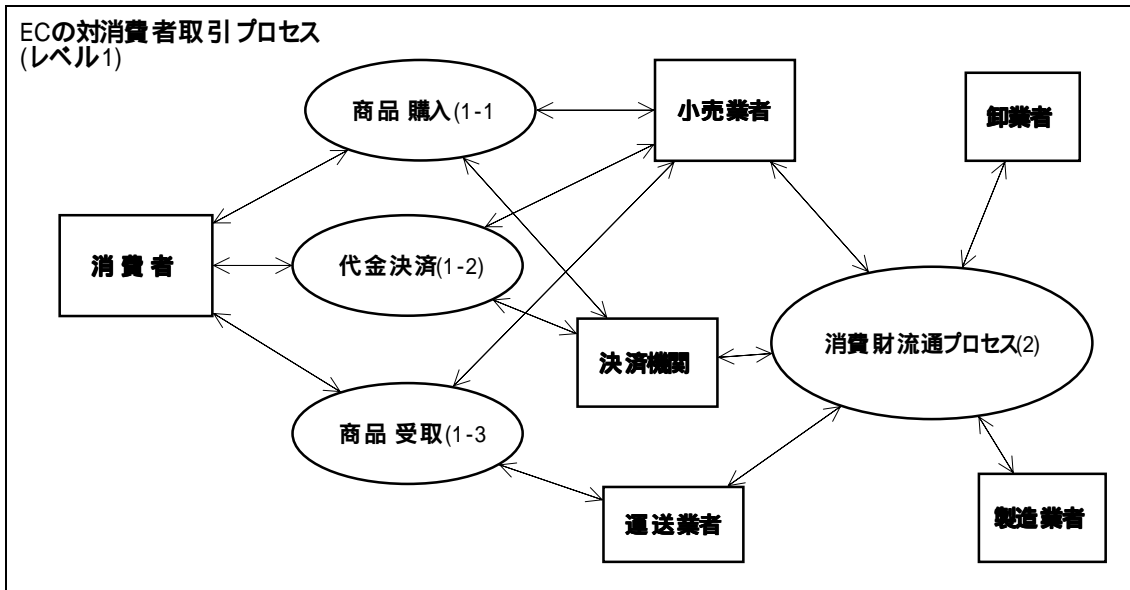 ECの対消費者取引プロセス
(レベル1)
商品購入(1-1
小売業者
卸業者
消費者
代金決済(1-2)
決済機関
消費財流通プロセス(2)
商品受取(1-3
運送業者
製造業者